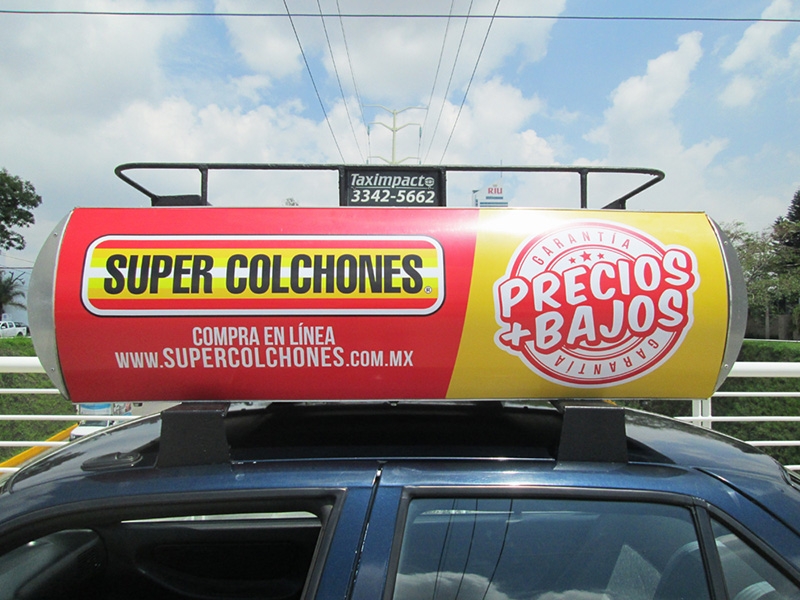 Taximpacto
3342-5662
RIU
SUPER COLCHONES®
COMPRA EN LÍNEA
WWW.SUPERCOLCHONES.COM.MX
GARANTÍA
PRECIOS
+BAJOS
GARANTÍA